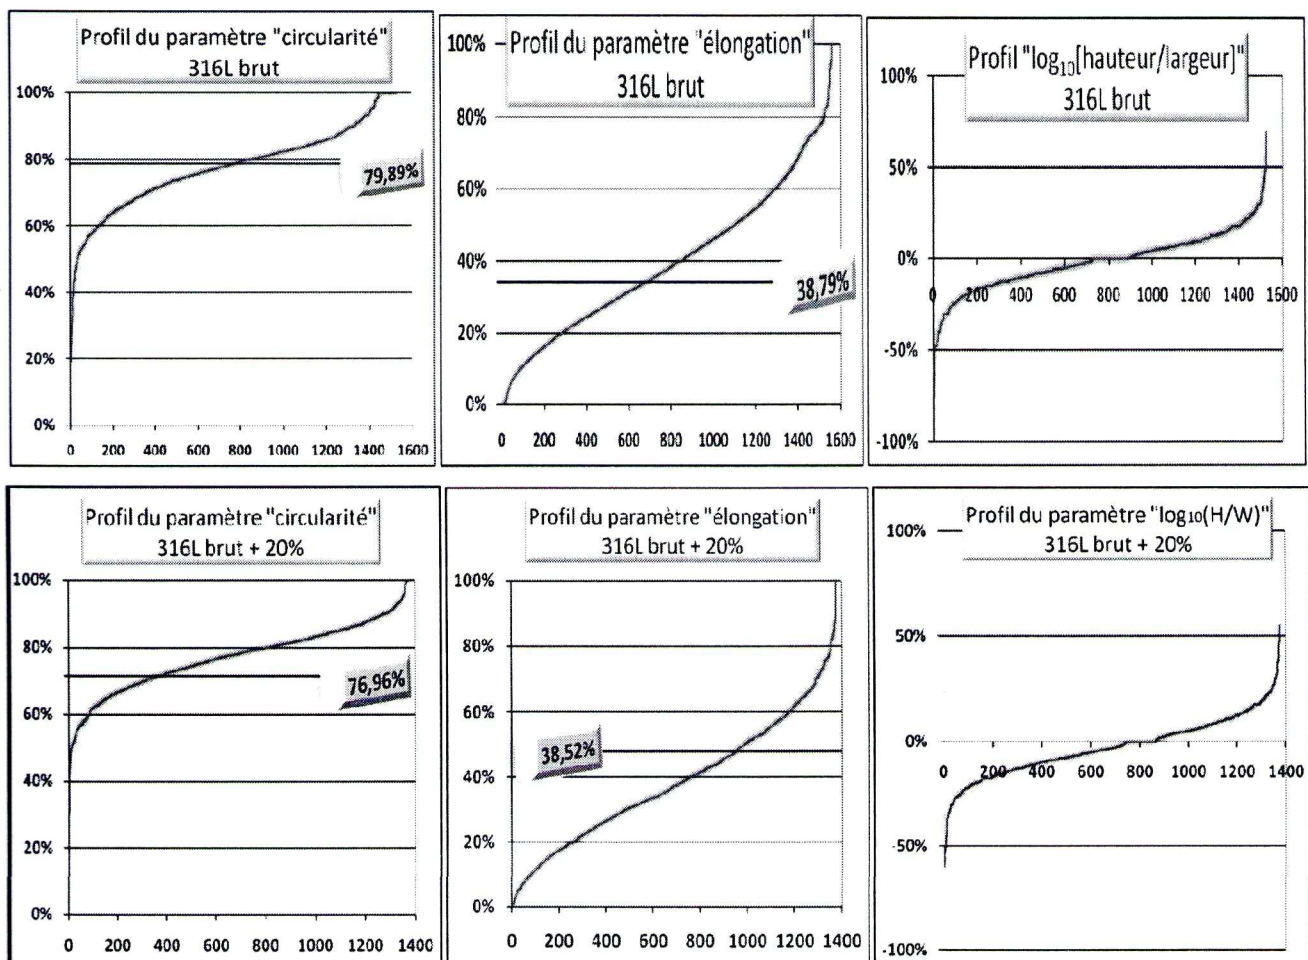 Profil du paramètre "circularité"
316L brut
100%
80%
60%
40%
20%
0%
79,89%
0 200 400 600 800 1000 1200 1400 1600
Profil du paramètre "élongation"
316L brut
100%
80%
60%
40%
20%
0%
38,79%
0 200 400 600 800 1000 1200 1400 1600
Profil "log₁₀[hauteur/largeur]"
316L brut
100%
50%
0%
-50%
-100%
0 200 400 600 800 1000 1200 1400 1600
Profil du paramètre "circularité"
316L brut + 20%
100%
80%
60%
40%
20%
0%
76,96%
0 200 400 600 800 1000 1200 1400
Profil du paramètre "élongation"
316L brut + 20%
100%
80%
60%
40%
20%
0%
38,52%
0 200 400 600 800 1000 1200 1400
Profil du paramètre "log₁₀(H/W)"
316L brut + 20%
100%
50%
0%
-50%
-100%
0 200 400 600 800 1000 1200 1400